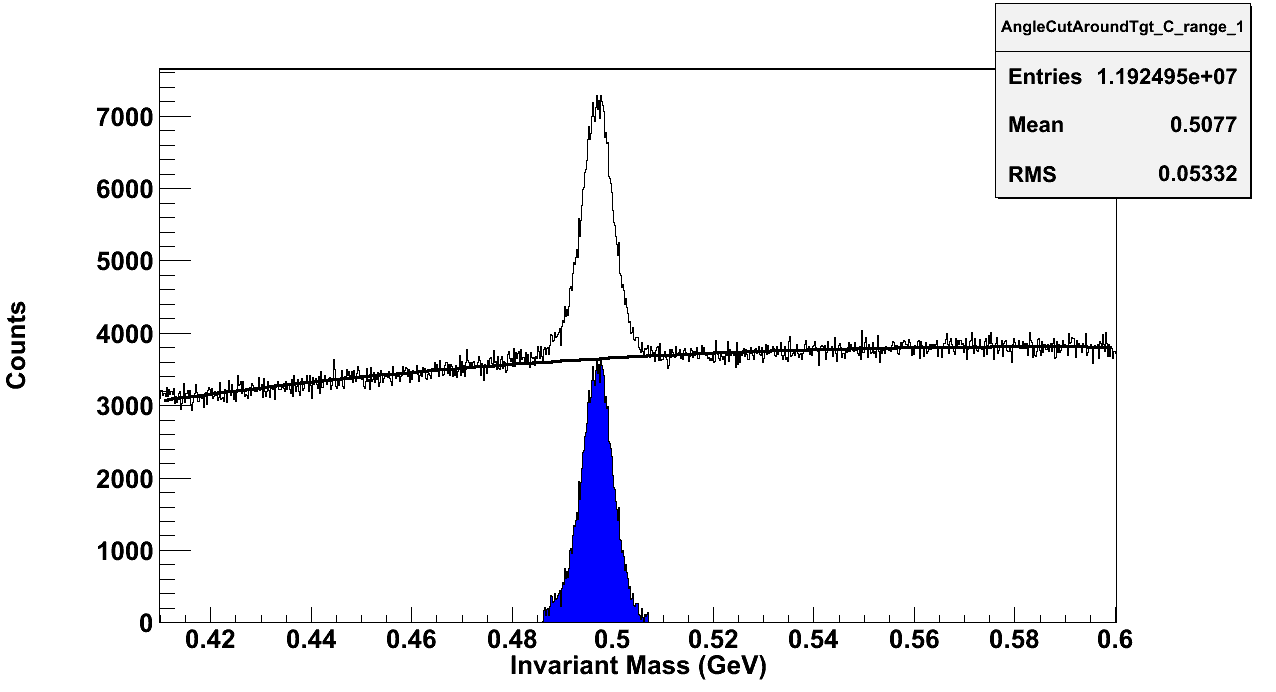 AngleCutAroundTgt_C_range_1
Entries 1.192495e+07
Mean 0.5077
RMS 0.05332
7000
6000
5000
4000
3000
2000
1000
0
Counts
0.42 0.44 0.46 0.48 0.5 0.52 0.54 0.56 0.58 0.6
Invariant Mass (GeV)